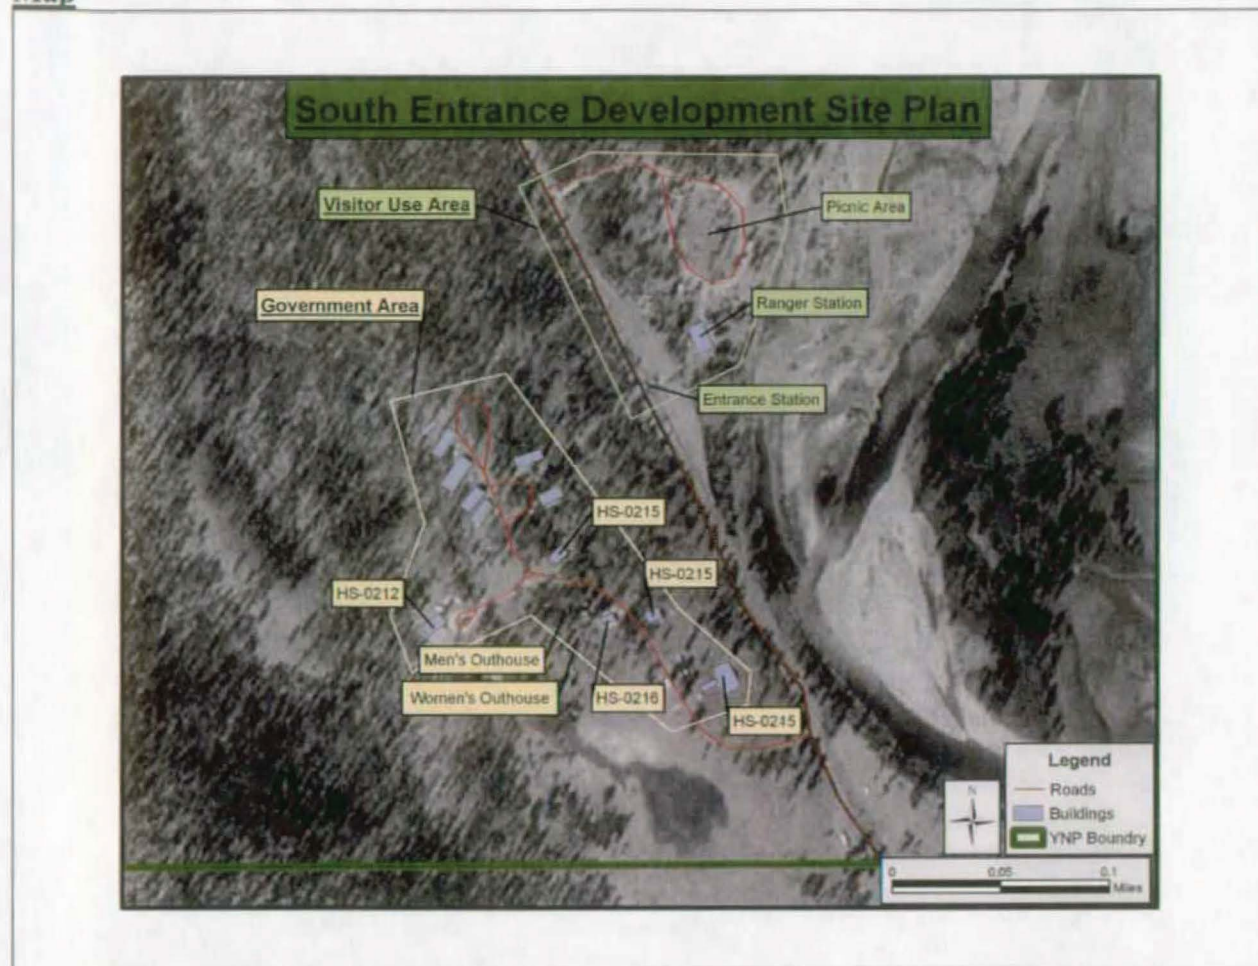 Map
South Entrance Development Site Plan
Visitor Use Area
Picnic Area
Government Area
Ranger Station
Entrance Station
HS-0215
HS-0215
HS-0212
Men's Outhouse
Women's Outhouse
HS-0216
HS-0245
Legend
Roads
Buildings
YNP Boundry
N
0 0.05 0.1
Miles